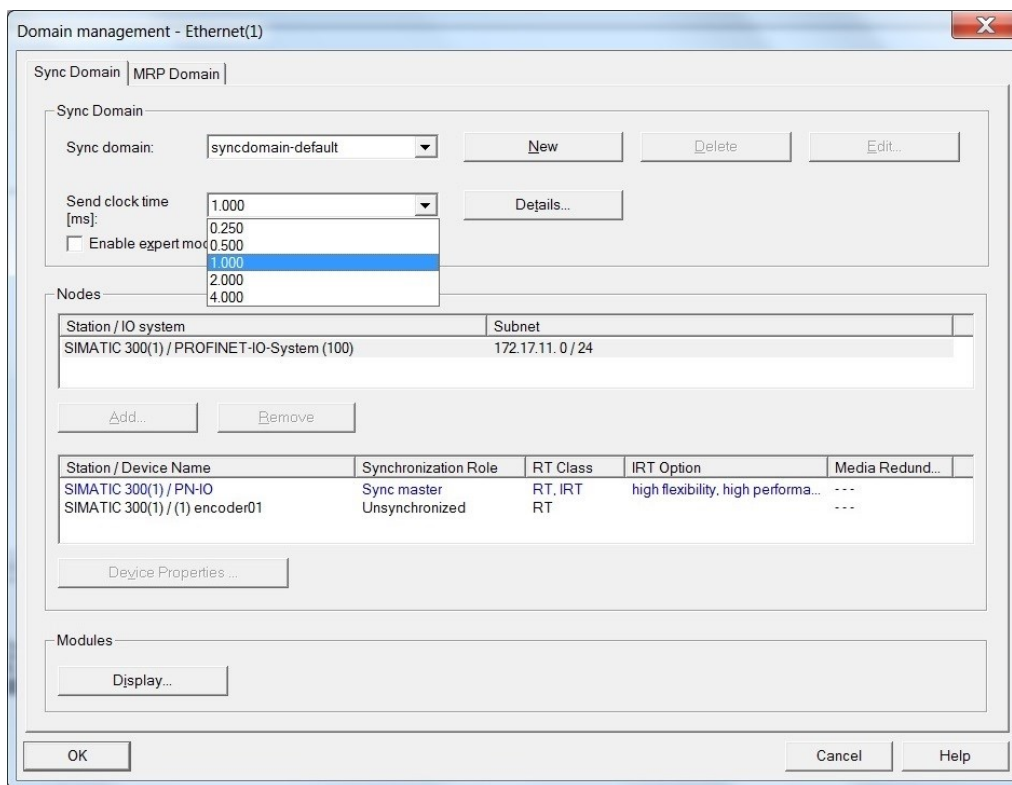 Domain management - Ethernet(1)
X
Sync Domain
MRP Domain
Sync Domain
Sync domain:
syncdomain-default
New
Delete
Edit...
Send clock time
[ms]:
1.000
Details...
Enable expert mod
0.250
0.500
1.000
2.000
4.000
Nodes
Station / IO system
Subnet
SIMATIC 300(1) / PROFINET-IO-System (100)
172.17.11. 0 / 24
Add...
Remove
Station / Device Name
Synchronization Role
RT Class
IRT Option
Media Redund...
SIMATIC 300(1) / PN-IO
Sync master
RT, IRT
high flexibility, high performa...
- - -
SIMATIC 300(1) / (1) encoder01
Unsynchronized
RT
- - -
Device Properties ...
Modules
Display...
OK
Cancel
Help